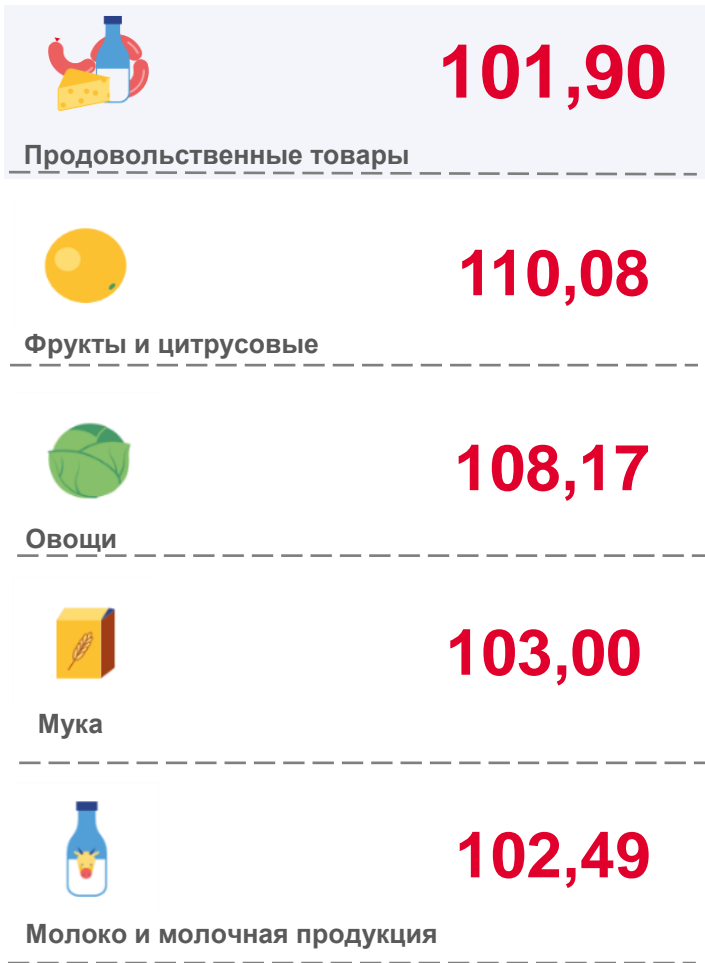 101,90
Продовольственные товары
110,08
Фрукты и цитрусовые
108,17
Овощи
103,00
Мука
102,49
Молоко и молочная продукция